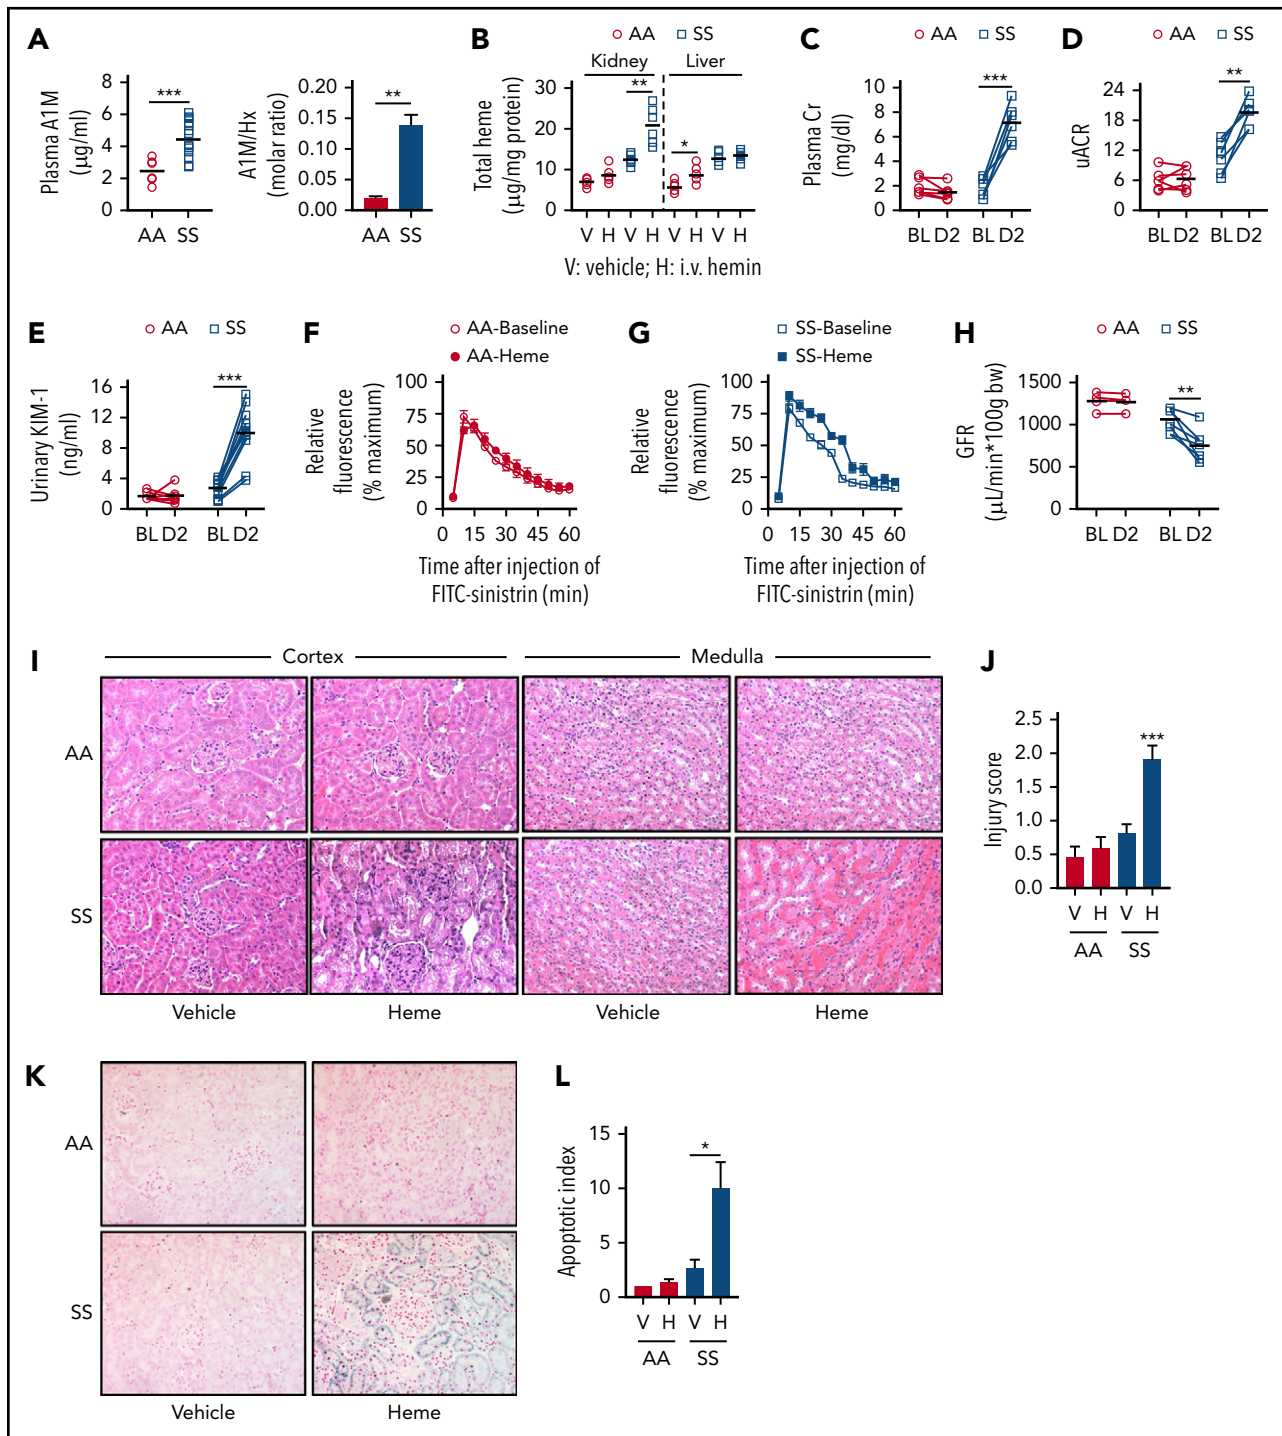 A
Plasma A1M
(μg/ml)
8
6
4
2
0
***
AA SS
A1M/Hx
(molar ratio)
0.20
0.15
0.10
0.05
0.00
**
AA SS
B
AA SS
Kidney Liver
Total heme
(μg/mg protein)
30
20
10
0
**
*
V H V H V H V H
V: vehicle; H: i.v. hemin
C
AA SS
Plasma Cr
(mg/dl)
10
8
6
4
2
0
***
BL D2 BL D2
D
AA SS
uACR
24
18
12
6
0
**
BL D2 BL D2
E
AA SS
Urinary KIM-1
(ng/ml)
16
12
8
4
0
***
BL D2 BL D2
F
AA-Baseline
AA-Heme
Relative
fluorescence
(% maximum)
100
75
50
25
0
0 15 30 45 60
Time after injection of
FITC-sinistrin (min)
G
SS-Baseline
SS-Heme
Relative
fluorescence
(% maximum)
100
75
50
25
0
0 15 30 45 60
Time after injection of
FITC-sinistrin (min)
H
AA SS
GFR
(μL/min*100g bw)
1500
1000
500
0
**
BL D2 BL D2
I
Cortex Medulla
AA
SS
Vehicle Heme Vehicle Heme
J
Injury score
2.5
2.0
1.5
1.0
0.5
0.0
***
V H V H
AA SS
K
AA
SS
Vehicle Heme
L
Apoptotic index
15
10
5
0
*
V H V H
AA SS